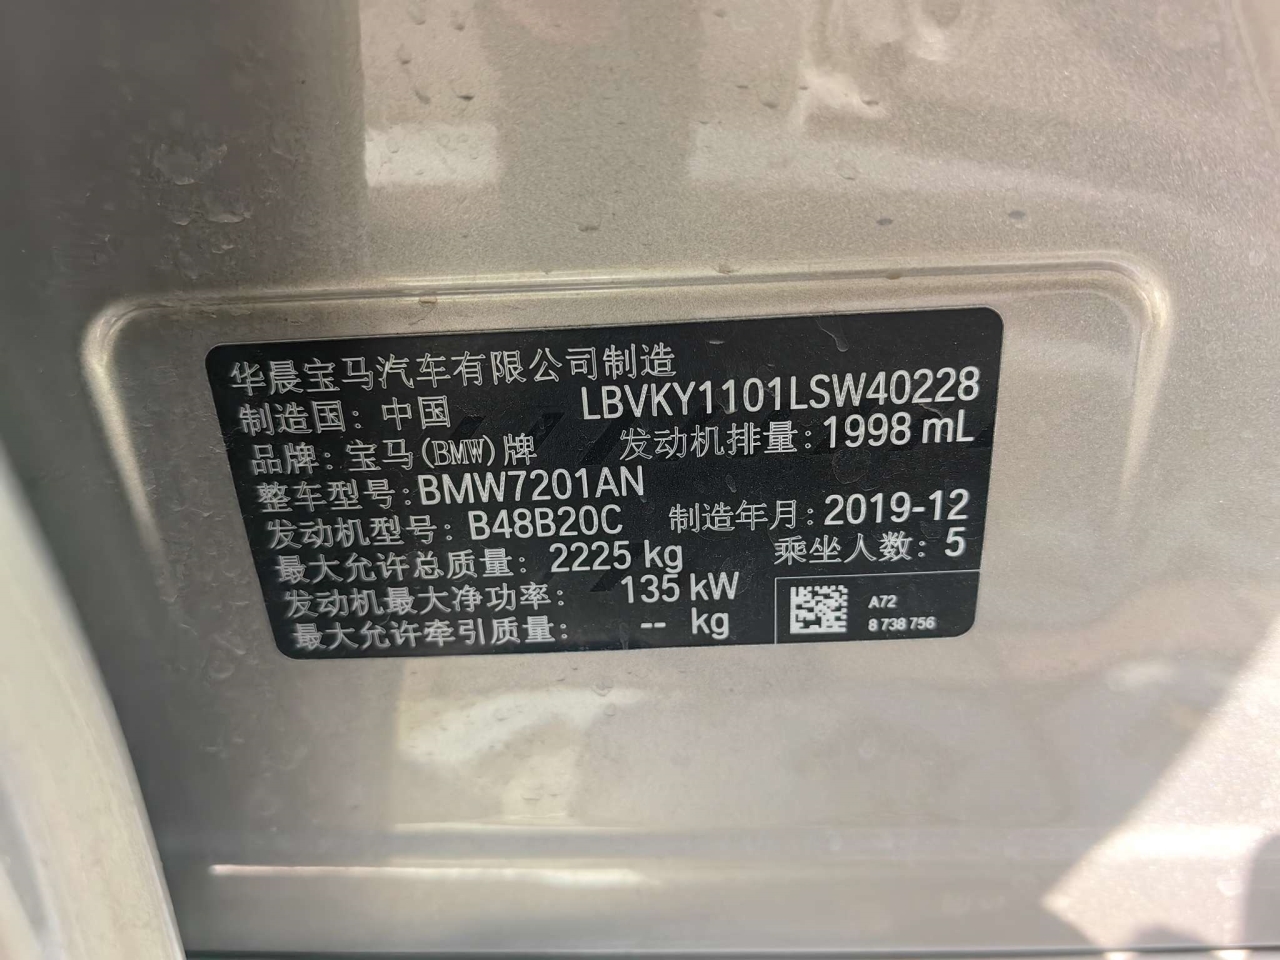 华晨宝马汽车有限公司制造
制造国：中国 LBVKY1101LSW40228
品牌：宝马(BMW)牌 发动机排量：1998 mL
整车型号：BMW7201AN
发动机型号：B48B20C 制造年月：2019-12
最大允许总质量：2225 kg 乘坐人数：5
发动机最大净功率：135 kW
最大允许牵引质量：-- kg
A72
8 738 756